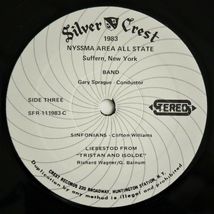 Silver Crest
1983
NYSSMA AREA ALL STATE
Suffern, New York
BAND
Gary Sprague - Conductor
SIDE THREE
SFR-111983-C
STEREO
SINFONIANS - Clifton Williams
LIEBESTOD FROM
"TRISTAN AND ISOLDE"
Richard Wagner/G. Bainum
CREST RECORDS 220 BROADWAY, HUNTINGTON STATION, N.Y.
Duplication by any method is illegal & prohibited